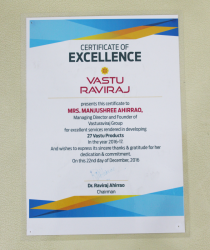 CERTIFICATE OF
EXCELLENCE
VASTU
RAVIRAJ
presents this certificate to
MRS. MANJUSHREE AHIRRAO,
Managing Director and Founder of
Vasturaviraj Group
for excellent services rendered in developing
27 Vastu Products
in the year 2016-17.
And wishes to express its sincere thanks & gratitude for her
dedication & commitment.
On this 22nd day of December, 2016.
Dr. Raviraj Ahirrao
Chairman